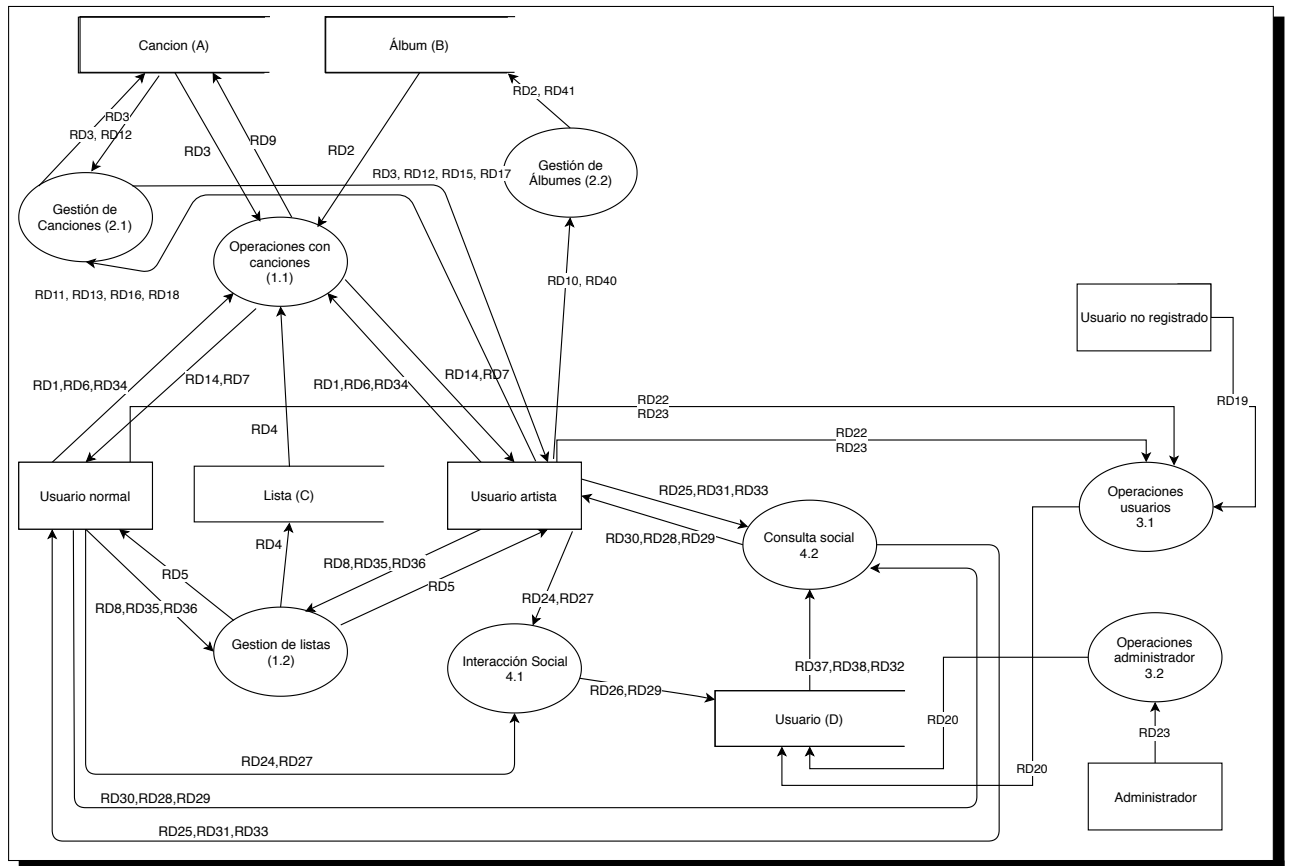 Cancion (A)
Álbum (B)
RD2, RD41
RD3
RD3, RD12
RD9
RD3
RD2
Gestión de
Álbumes (2.2)
RD3, RD12, RD15, RD17
Gestión de
Canciones (2.1)
Operaciones con
canciones
(1.1)
RD10, RD40
RD11, RD13, RD16, RD18
Usuario no registrado
RD1,RD6,RD34
RD14,RD7
RD1,RD6,RD34
RD14,RD7
RD22
RD23
RD19
RD4
RD22
RD23
Usuario normal
Lista (C)
Usuario artista
RD25,RD31,RD33
Operaciones
usuarios
3.1
RD30,RD28,RD29
Consulta social
4.2
RD4
RD5
RD8,RD35,RD36
RD5
RD8,RD35,RD36
RD24,RD27
Gestion de listas
(1.2)
Interacción Social
4.1
Operaciones
administrador
3.2
RD37,RD38,RD32
RD26,RD29
Usuario (D)
RD20
RD23
RD24,RD27
RD20
RD30,RD28,RD29
Administrador
RD25,RD31,RD33